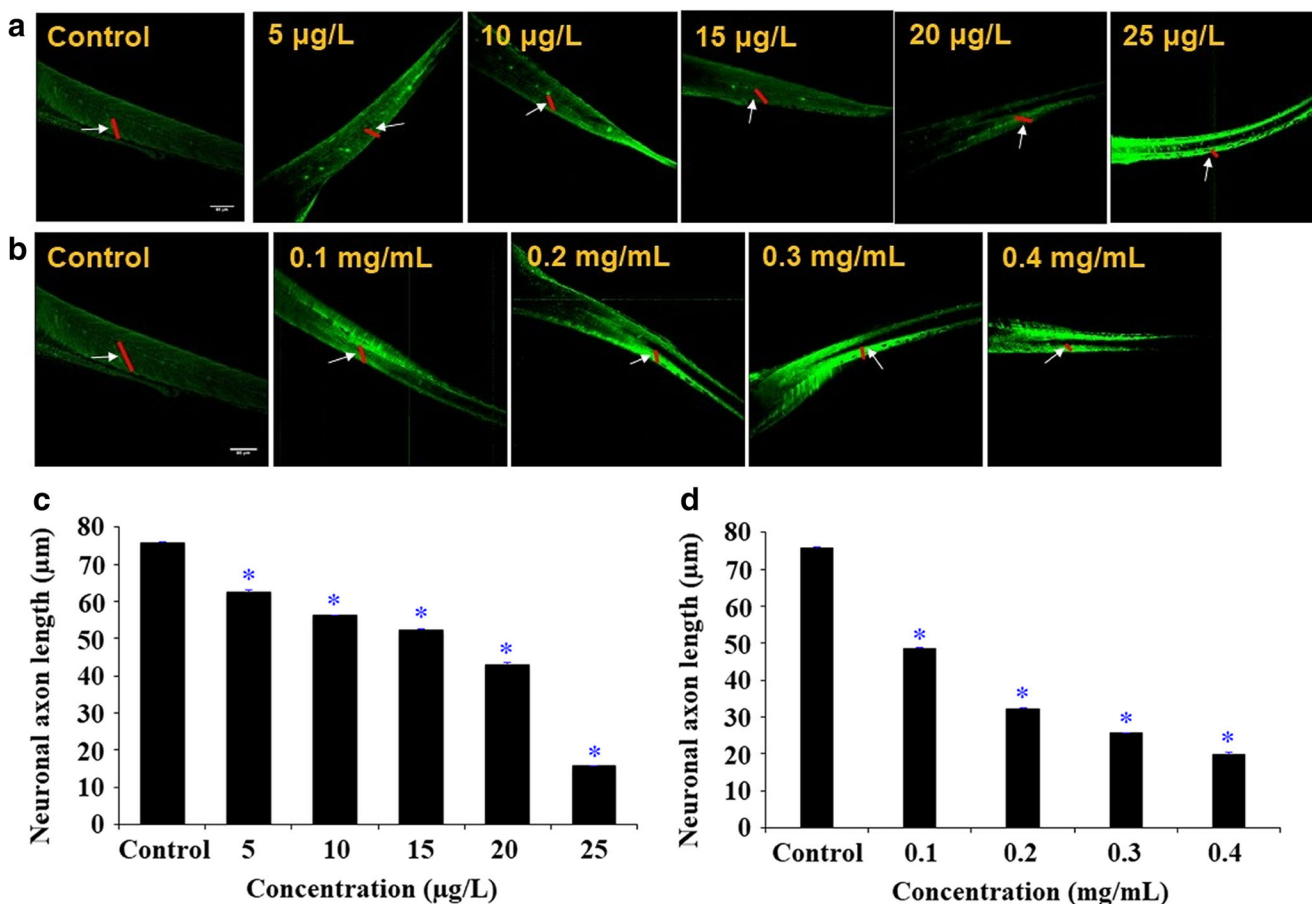 a
Control
5 µg/L
10 µg/L
15 µg/L
20 µg/L
25 µg/L
b
Control
0.1 mg/mL
0.2 mg/mL
0.3 mg/mL
0.4 mg/mL
c
Neuronal axon length (µm)
80
70
60
50
40
30
20
10
0
* * * * *
Control 5 10 15 20 25
Concentration (µg/L)
d
Neuronal axon length (µm)
80
70
60
50
40
30
20
10
0
* * * *
Control 0.1 0.2 0.3 0.4
Concentration (mg/mL)